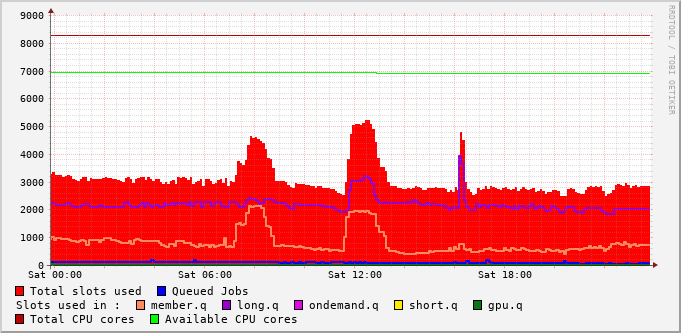 RRDTOOL / TOBI OETIKER
9000
8000
7000
6000
5000
4000
3000
2000
1000
0
Sat 00:00 Sat 06:00 Sat 12:00 Sat 18:00
Total slots used Queued Jobs
Slots used in : member.q long.q ondemand.q short.q gpu.q
Total CPU cores Available CPU cores